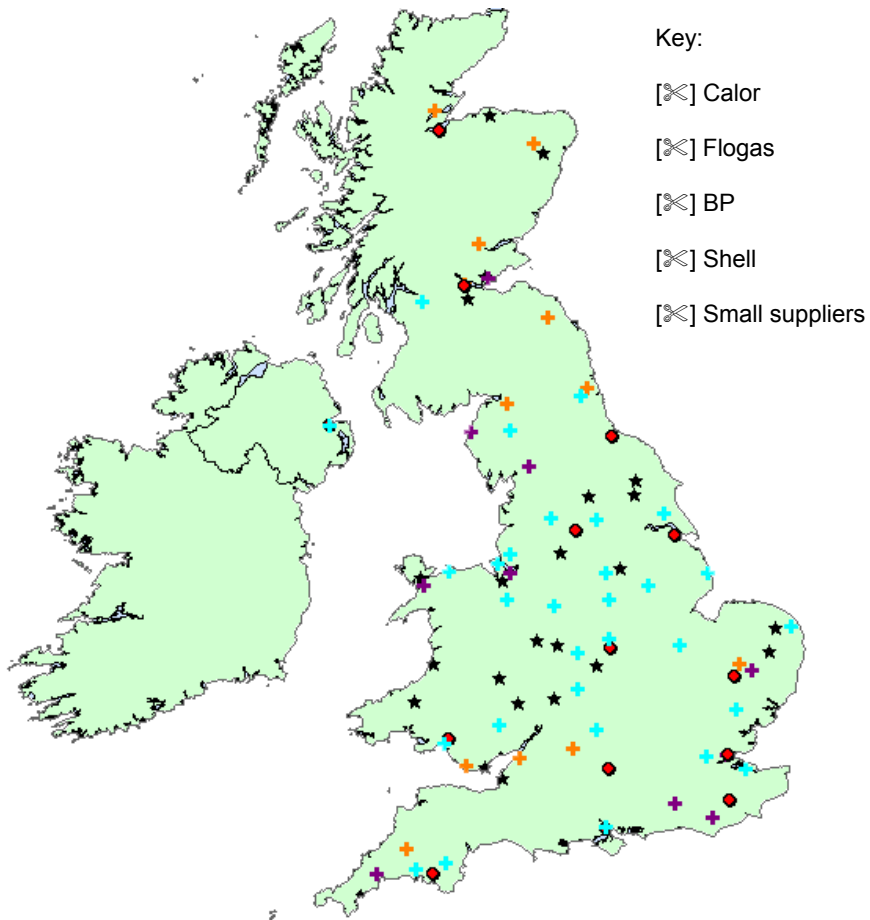 Key:
[✂] Calor
[✂] Flogas
[✂] BP
[✂] Shell
[✂] Small suppliers